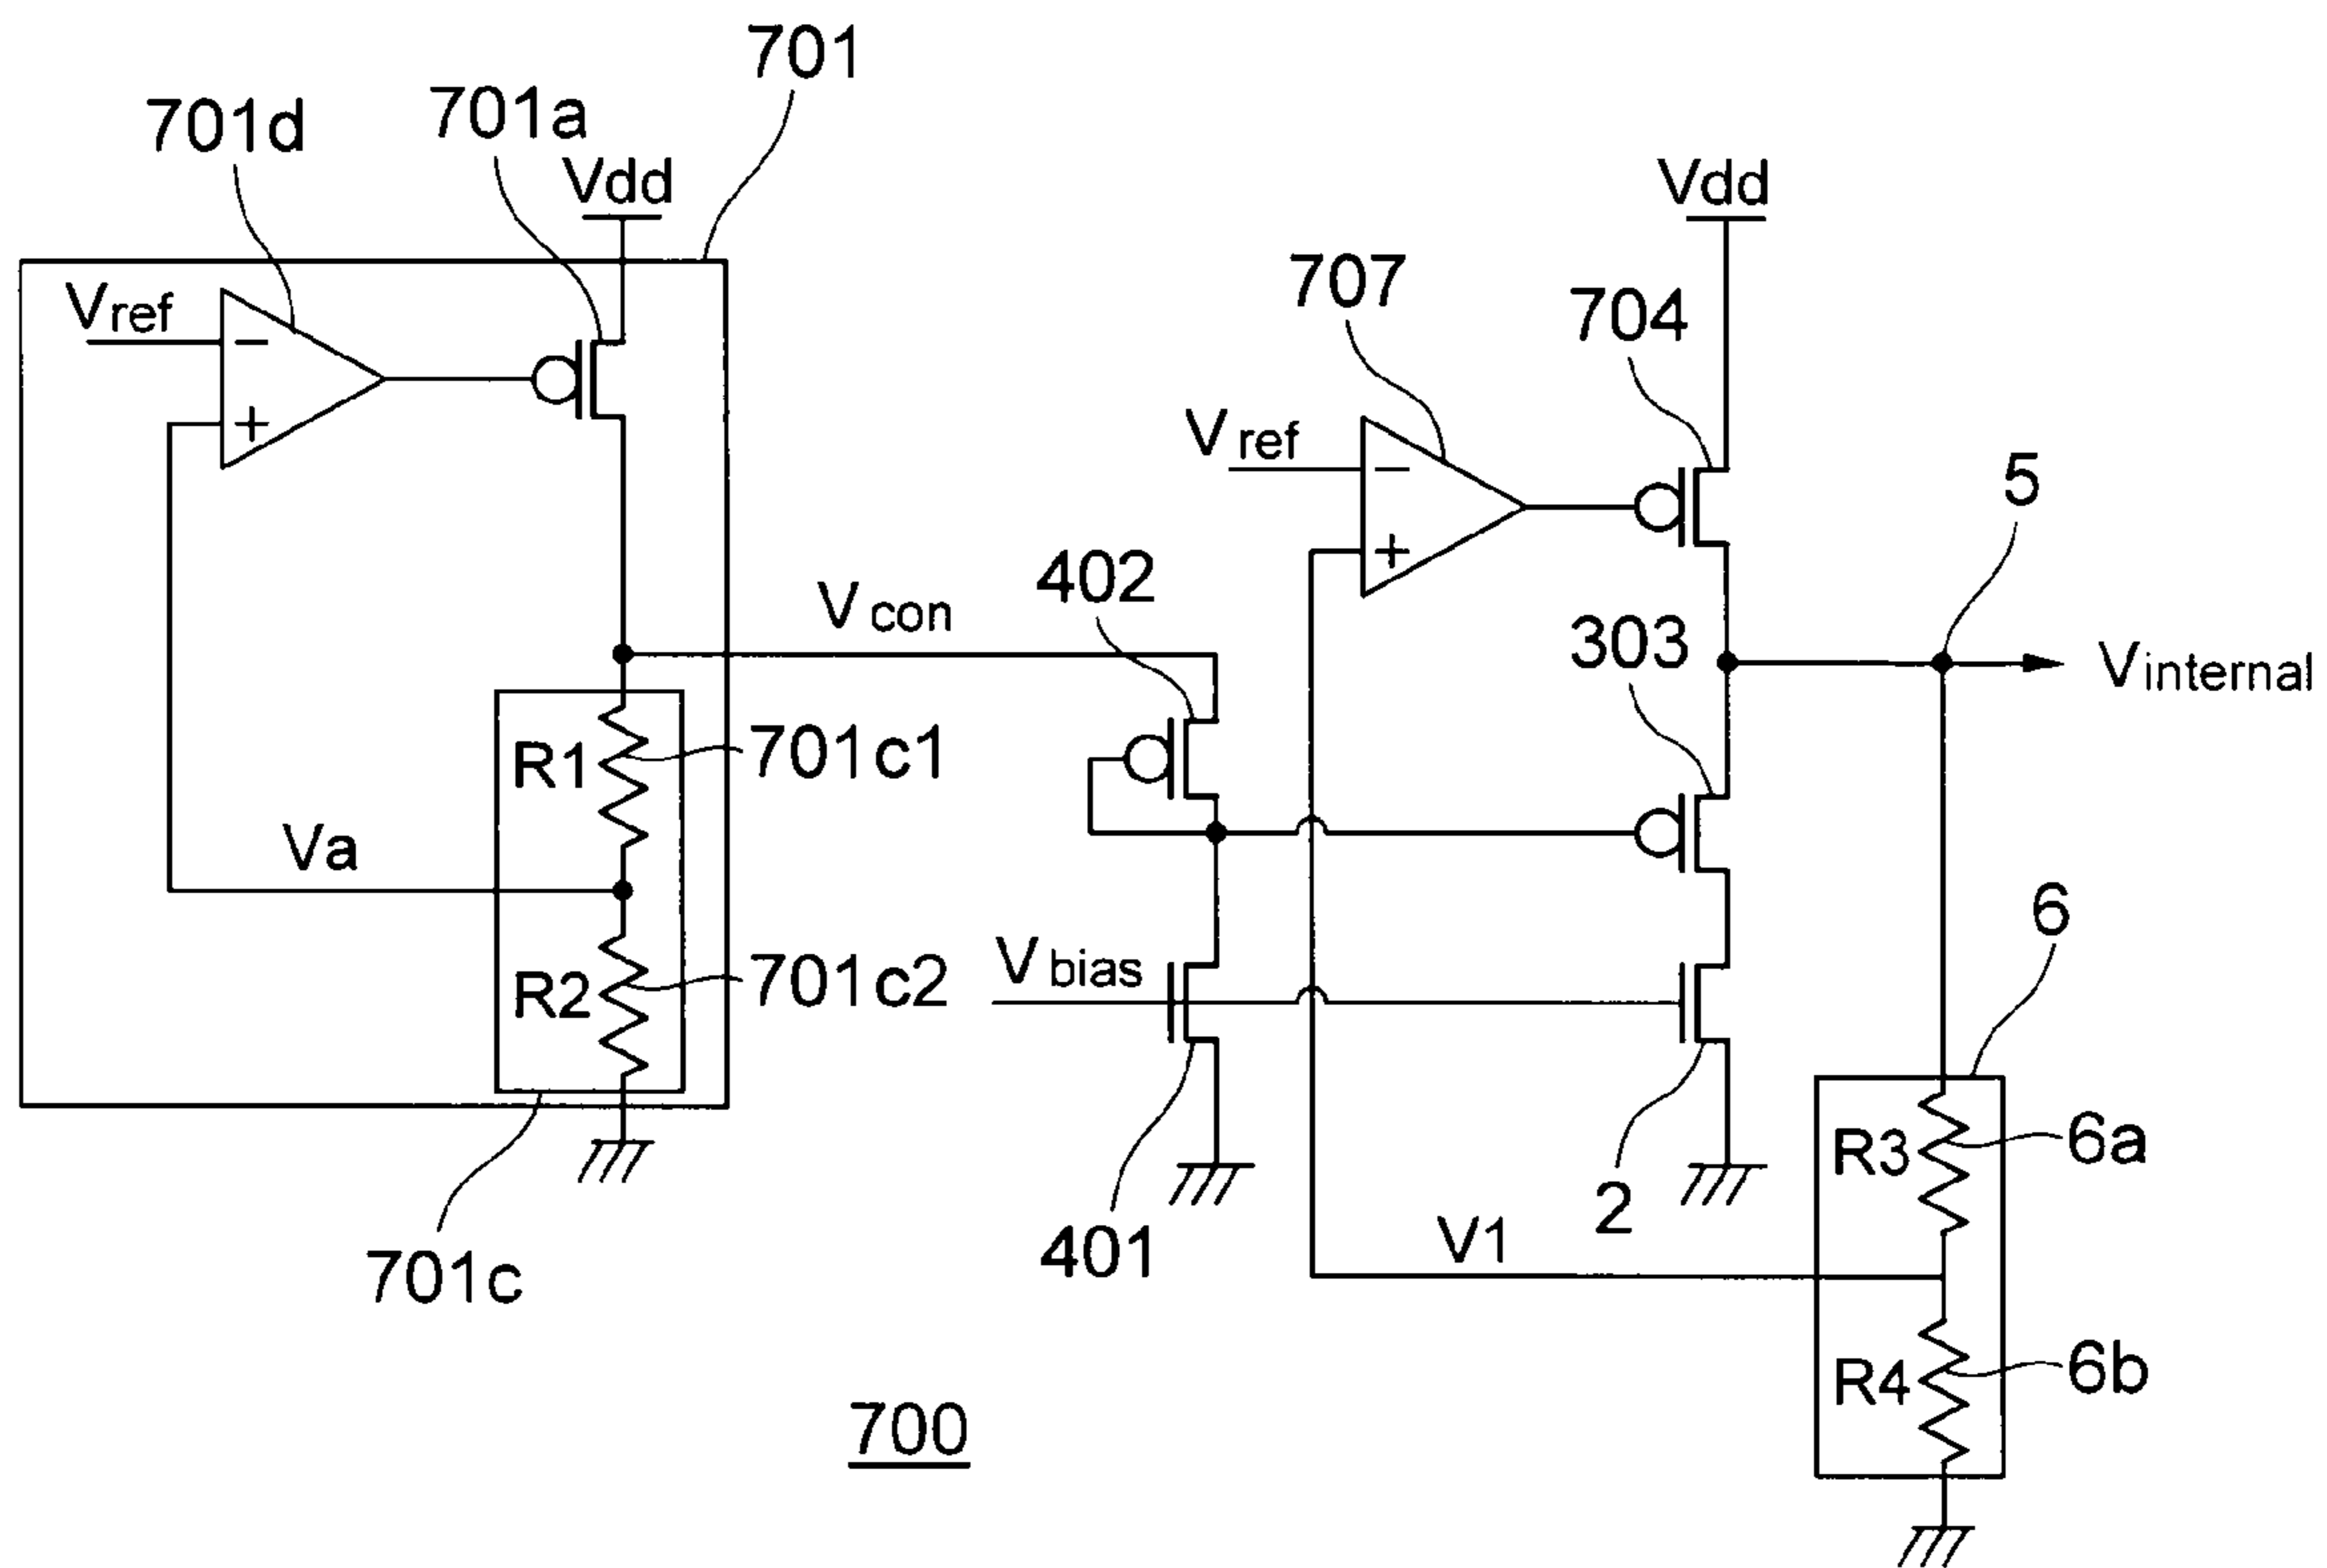 701
701d
701a
Vdd
Vdd
Vref
−
+
707
704
Vref
−
+
5
402
Vcon
303
Vinternal
R1
701c1
Va
6
Vbias
R2
701c2
R3
6a
2
V1
401
701c
R4
6b
700